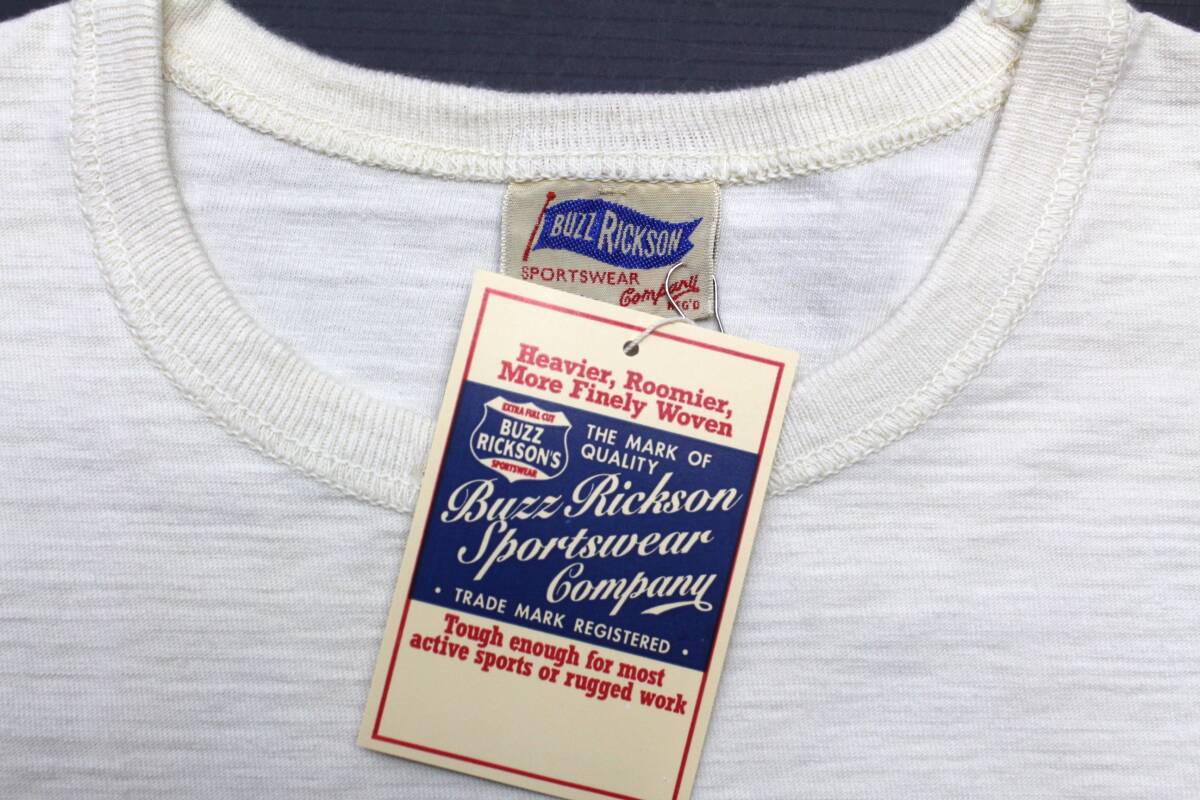 BUZZ RICKSON
SPORTSWEAR
Company
REG'D
Heavier, Roomier,
More Finely Woven
EXTRA FULL CUT
BUZZ
RICKSON'S
SPORTSWEAR
THE MARK OF
QUALITY
Buzz Rickson
Sportswear
Company
• TRADE MARK REGISTERED •
Tough enough for most
active sports or rugged work